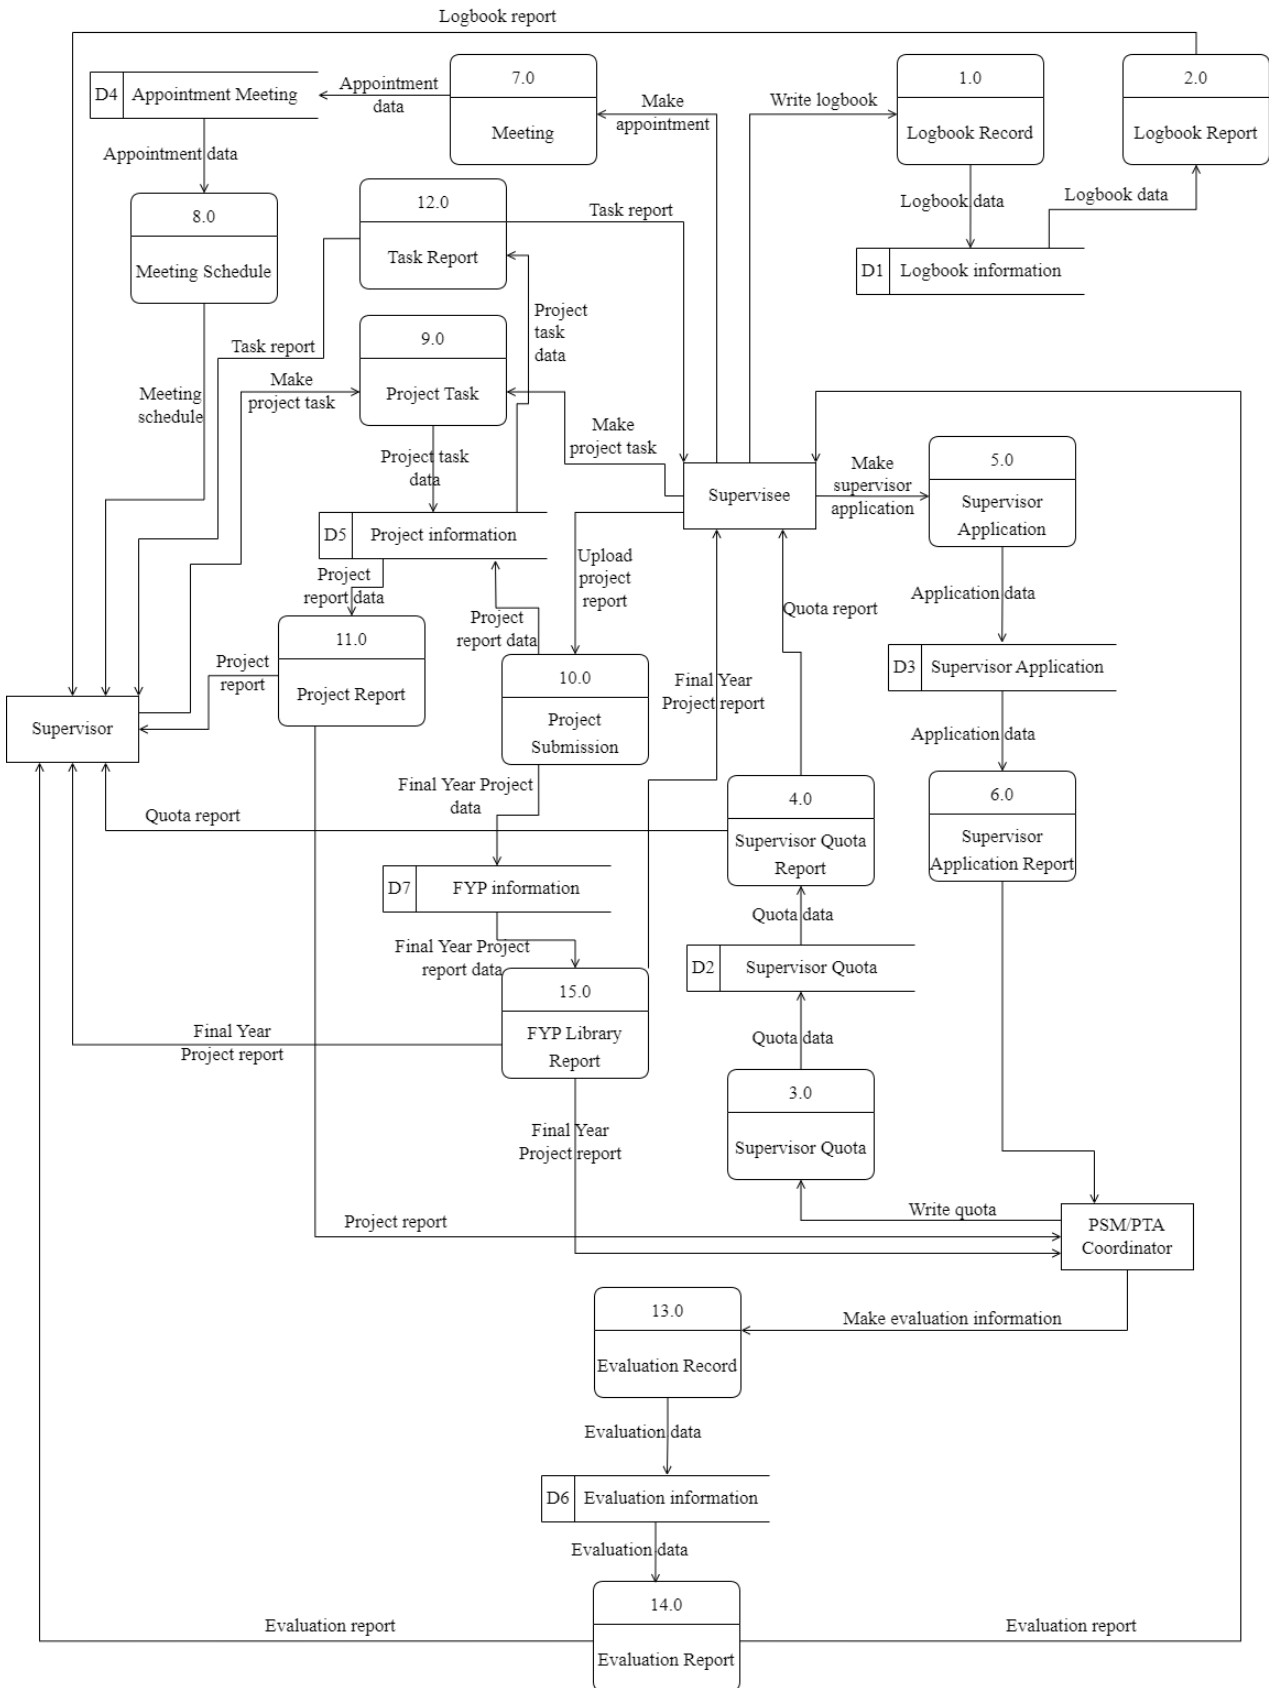 Logbook report
D4
Appointment Meeting
Appointment
data
7.0
Meeting
Make
appointment
Write logbook
1.0
Logbook Record
2.0
Logbook Report
Appointment data
8.0
Meeting Schedule
12.0
Task Report
Task report
Logbook data
Logbook data
D1
Logbook information
Project
task
data
9.0
Project Task
Task report
Make
project task
Meeting
schedule
Project task
data
Make
project task
Supervisee
Make
supervisor
application
5.0
Supervisor
Application
D5
Project information
Project
report data
Upload
project
report
Project
report data
Quota report
Application data
11.0
Project Report
Project
report
10.0
Project
Submission
Final Year
Project report
D3
Supervisor Application
Supervisor
Application data
Final Year Project
data
Quota report
4.0
Supervisor Quota
Report
6.0
Supervisor
Application Report
D7
FYP information
Quota data
Final Year Project
report data
D2
Supervisor Quota
15.0
FYP Library
Report
Final Year
Project report
Quota data
3.0
Supervisor Quota
Final Year
Project report
Write quota
Project report
PSM/PTA
Coordinator
13.0
Evaluation Record
Make evaluation information
Evaluation data
D6
Evaluation information
Evaluation data
14.0
Evaluation Report
Evaluation report
Evaluation report